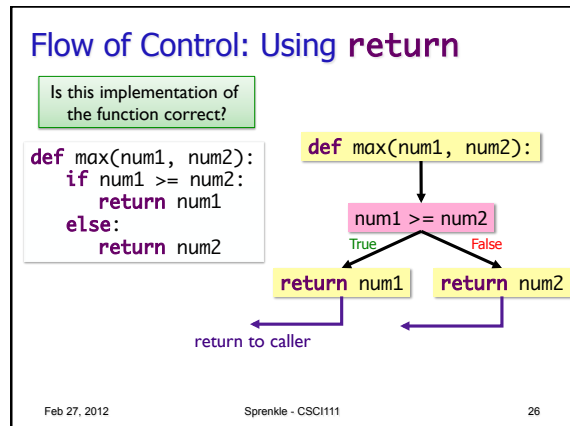 Flow of Control: Using return
Is this implementation of
the function correct?
def max(num1, num2):
if num1 >= num2:
return num1
else:
return num2
def max(num1, num2):
num1 >= num2
True
False
return num1
return num2
return to caller
Feb 27, 2012
Sprenkle - CSCI111
26